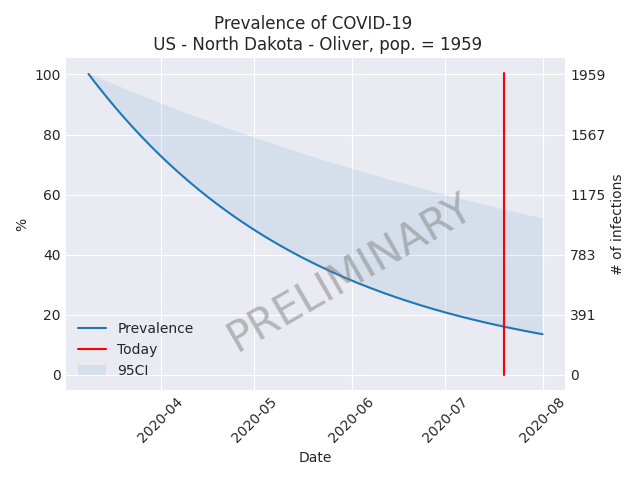 Prevalence of COVID-19
US - North Dakota - Oliver, pop. = 1959
100
80
60
40
20
0
%
1959
1567
1175
783
391
0
# of infections
PRELIMINARY
Prevalence
Today
95CI
2020-04
2020-05
2020-06
2020-07
2020-08
Date